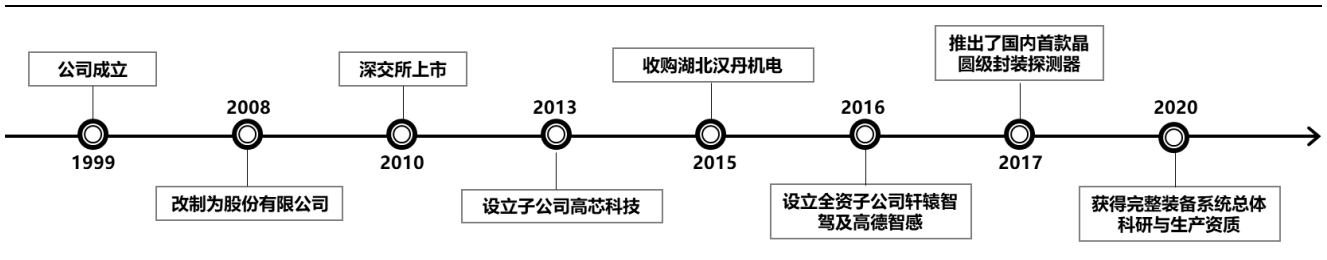 公司成立
1999
2008
改制为股份有限公司
深交所上市
2010
2013
设立子公司高芯科技
收购湖北汉丹机电
2015
2016
设立全资子公司轩辕智
驾及高德智感
推出了国内首款晶
圆级封装探测器
2017
2020
获得完整装备系统总体
科研与生产资质